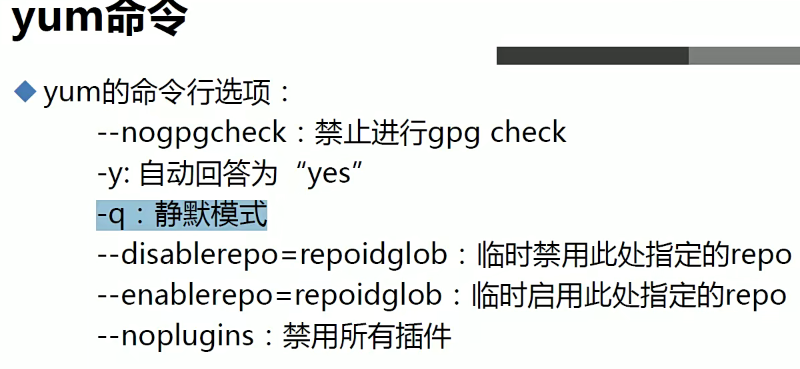 yum命令
yum的命令行选项：
--nogpgcheck：禁止进行gpg check
-y: 自动回答为“yes”
-q：静默模式
--disablerepo=repoidglob：临时禁用此处指定的repo
--enablerepo=repoidglob：临时启用此处指定的repo
--noplugins：禁用所有插件